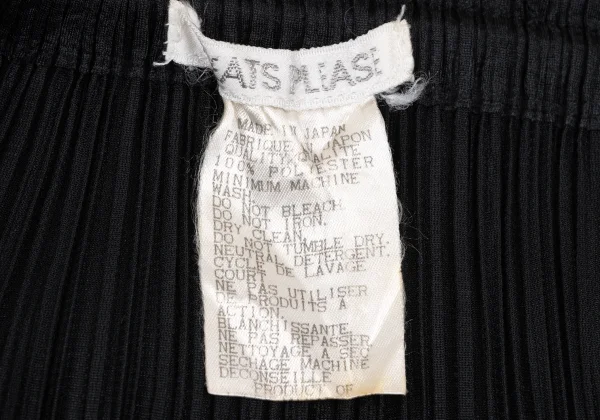 EATS PLEASE
MADE IN JAPAN
FABRIQUE EN JAPON
QUALITY/QUALITE
100% POLYESTER
MINIMUM MACHINE
WASH.
DO NOT BLEACH.
DO NOT IRON.
DRY CLEAN.
DO NOT TUMBLE DRY.
NEUTRAL DETERGENT.
CYCLE DE LAVAGE
COURT.
NE PAS UTILISER
DE PRODUITS A
ACTION.
BLANCHISSANTE.
NE PAS REPASSER.
NETTOYAGE A SEC
SECHAGE MACHINE
DECONSEILLE
PRODUCT OF